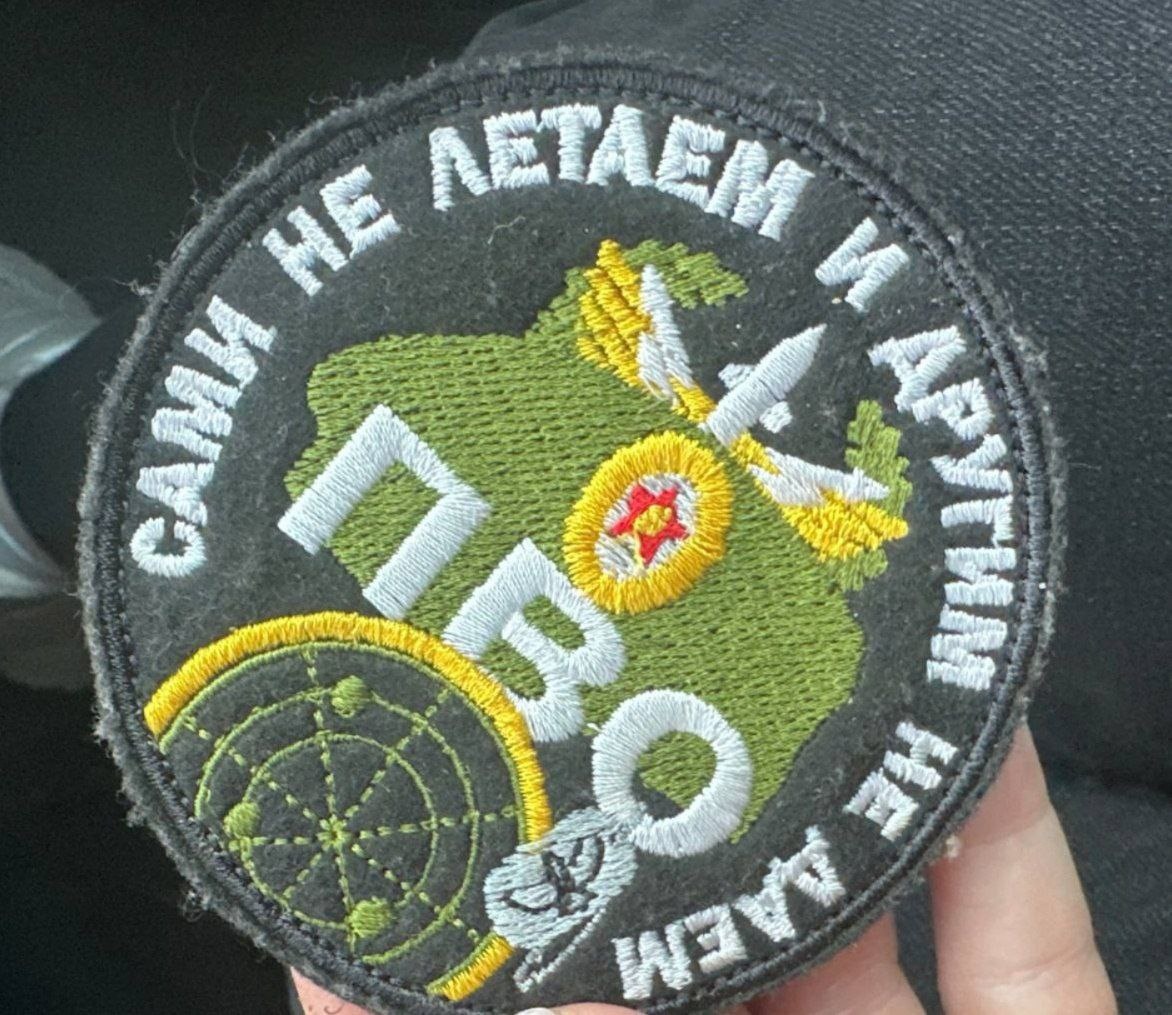 САМИ НЕ ЛЕТАЕМ И ДРУГИМ НЕ ДАЕМ
ПВО